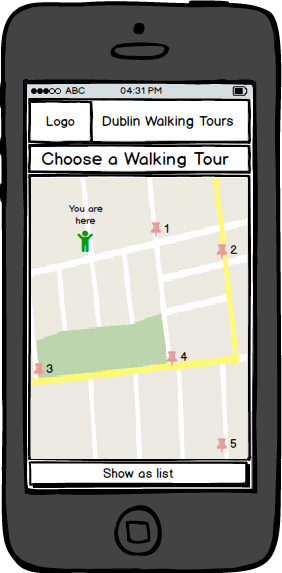 ABC 04:31 PM
Logo Dublin Walking Tours
Choose a Walking Tour
You are
here
1
2
3
4
5
Show as list